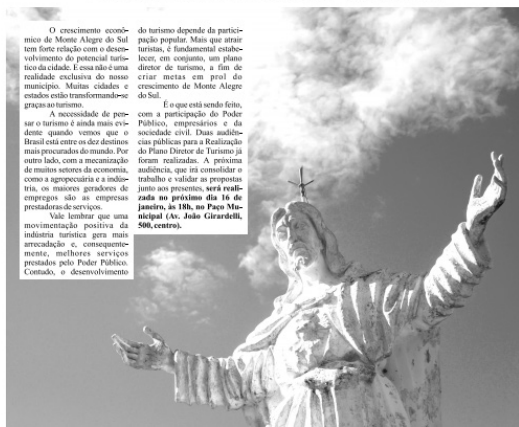 O crescimento econô-
mico de Monte Alegre do Sul
tem forte relação com o desen-
volvimento do potencial turís-
tico da cidade. E essa não é uma
realidade exclusiva do nosso
município. Muitas cidades e
estados estão transformando-se
graças ao turismo.
A necessidade de pen-
sar o turismo é ainda mais evi-
dente quando vemos que o
Brasil está entre os dez destinos
mais procurados do mundo. Por
outro lado, com a mecanização
de muitos setores da economia,
como a agropecuária e a indús-
tria, os maiores geradores de
empregos são as empresas
prestadoras de serviços.
Vale lembrar que uma
movimentação positiva da
indústria turística gera mais
arrecadação e, consequente-
mente, melhores serviços
prestados pelo Poder Público.
Contudo, o desenvolvimento
do turismo depende da partici-
pação popular. Mais que atrair
turistas, é fundamental estabe-
lecer, em conjunto, um plano
diretor de turismo, a fim de
criar metas em prol do
crescimento de Monte Alegre
do Sul.
É o que está sendo feito,
com a participação do Poder
Público, empresários e da
sociedade civil. Duas audiên-
cias públicas para a Realização
do Plano Diretor de Turismo já
foram realizadas. A próxima
audiência, que irá consolidar o
trabalho e validar as propostas
junto aos presentes, será reali-
zada no próximo dia 16 de
janeiro, às 18h, no Paço Mu-
nicipal (Av. João Girardelli,
500, centro).